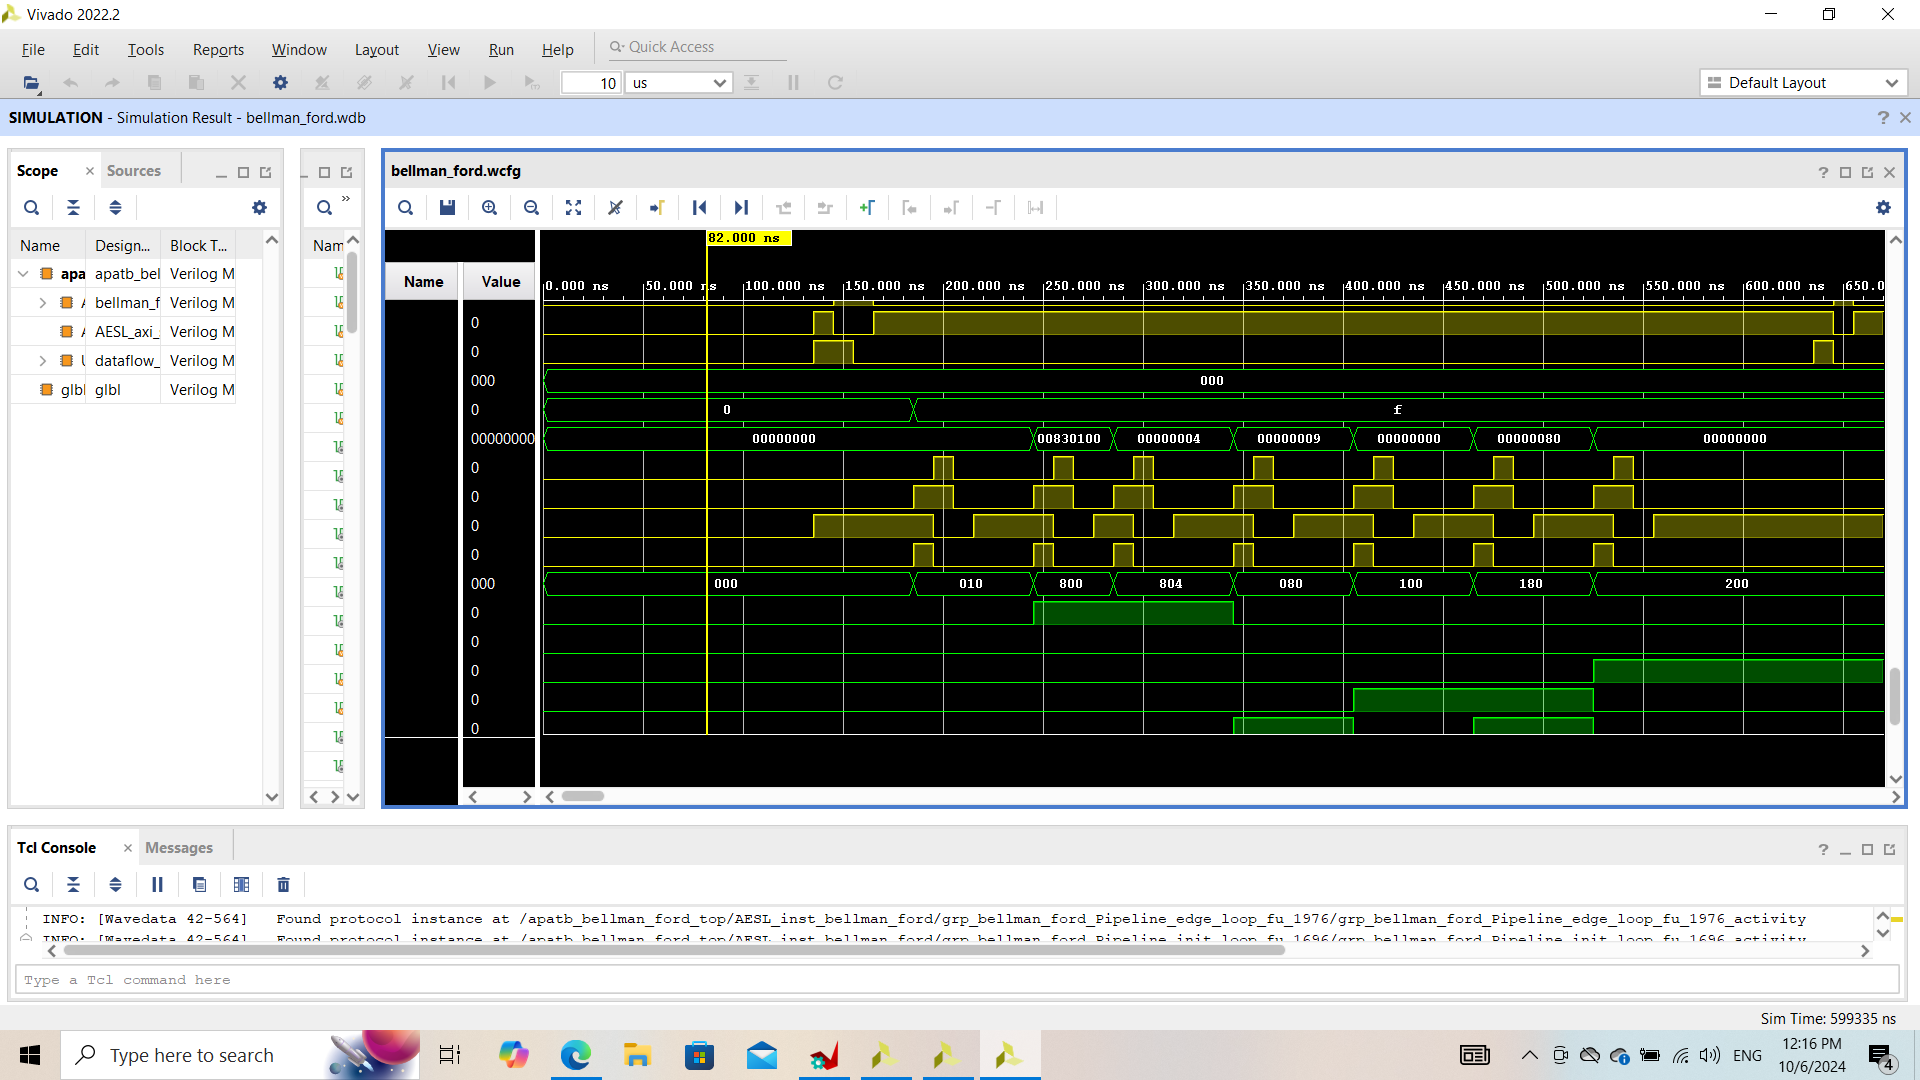 Vivado 2022.2
File Edit Tools Reports Window Layout View Run Help Quick Access
10 us Default Layout
SIMULATION - Simulation Result - bellman_ford.wdb
Scope Sources
bellman_ford.wcfg
Name Design... Block T...
Nam
apa apatb_bel Verilog M
bellman_f Verilog M
AESL_axi_ Verilog M
dataflow_ Verilog M
glbl glbl Verilog M
82.000 ns
Name Value
0.000 ns 50.000 ns 100.000 ns 150.000 ns 200.000 ns 250.000 ns 300.000 ns 350.000 ns 400.000 ns 450.000 ns 500.000 ns 550.000 ns 600.000 ns 650.0
0
0
000 000
0 0 f
00000000 00000000 00830100 00000004 00000009 00000000 00000080 00000000
0
0
0
0
000 000 010 800 804 080 100 180 200
0
0
0
0
0
Tcl Console Messages
INFO: [Wavedata 42-564] Found protocol instance at /apatb_bellman_ford_top/AESL_inst_bellman_ford/grp_bellman_ford_Pipeline_edge_loop_fu_1976/grp_bellman_ford_Pipeline_edge_loop_fu_1976_activity
INFO: [Wavedata 42-564] Found protocol instance at /apatb_bellman_ford_top/AESL_inst_bellman_ford/grp_bellman_ford_Pipeline_init_loop_fu_1696/grp_bellman_ford_Pipeline_init_loop_fu_1696_activity
Type a Tcl command here
Sim Time: 599335 ns
Type here to search
ENG
12:16 PM
10/6/2024
4